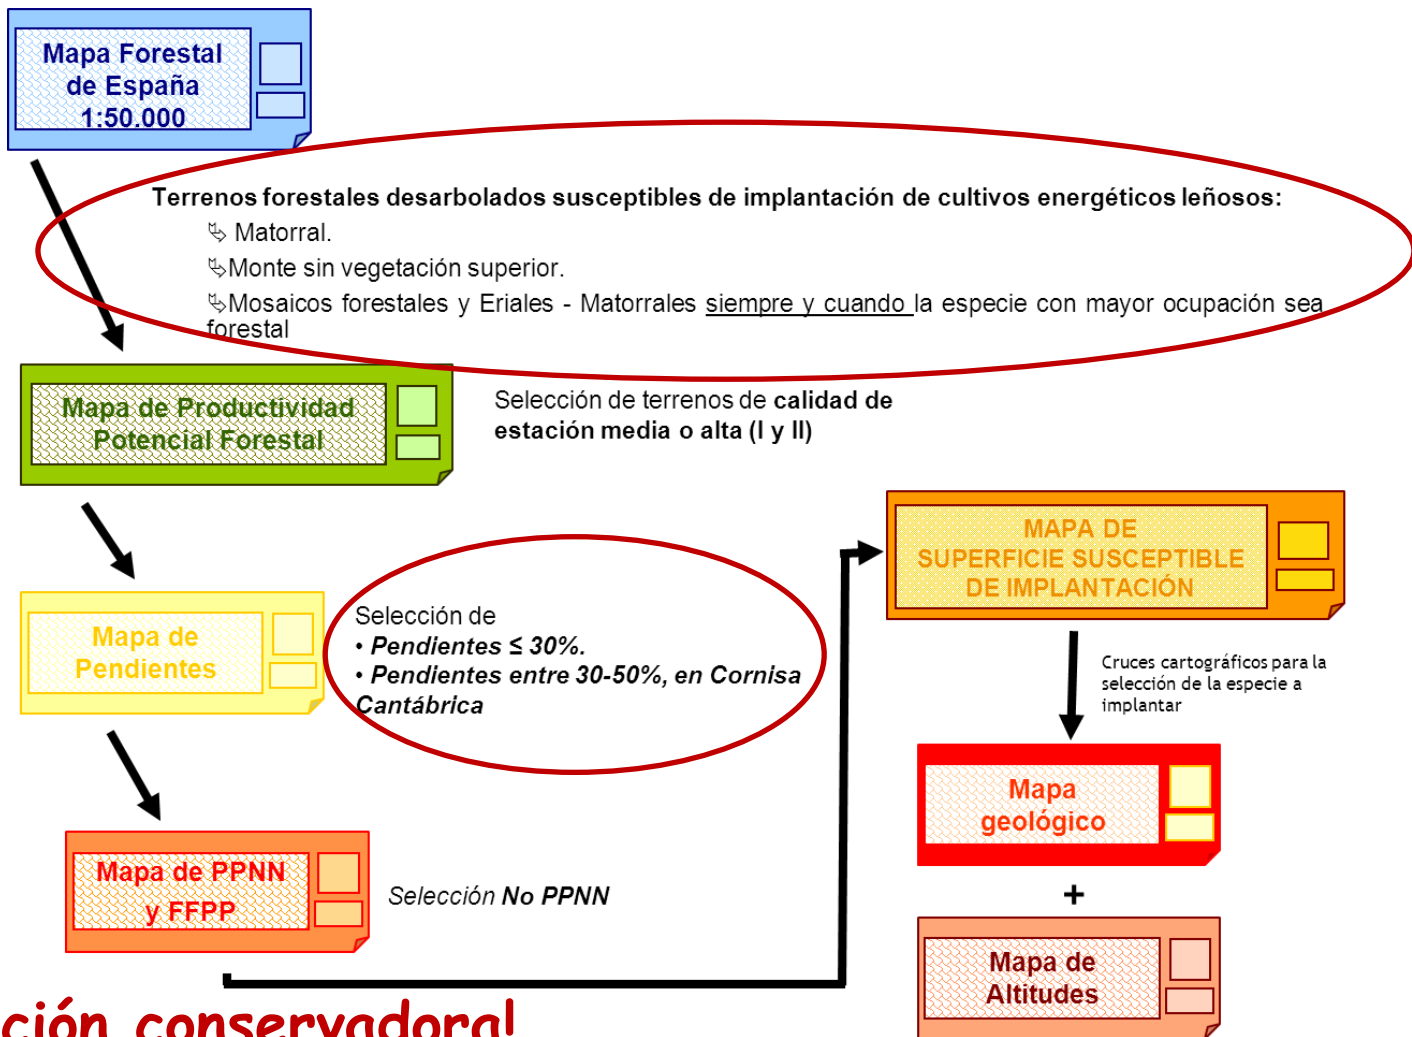 Mapa Forestal
de España
1:50.000
Terrenos forestales desarbolados susceptibles de implantación de cultivos energéticos leñosos:
Matorral.
Monte sin vegetación superior.
Mosaicos forestales y Eriales - Matorrales siempre y cuando la especie con mayor ocupación sea
forestal
Mapa de Productividad
Potencial Forestal
Selección de terrenos de calidad de
estación media o alta (I y II)
Mapa de
Pendientes
Selección de
• Pendientes ≤ 30%.
• Pendientes entre 30-50%, en Cornisa
Cantábrica
Mapa de PPNN
y FFPP
Selección No PPNN
MAPA DE
SUPERFICIE SUSCEPTIBLE
DE IMPLANTACIÓN
Cruces cartográficos para la
selección de la especie a
implantar
Mapa
geológico
+
Mapa de
Altitudes
ción conservadora!